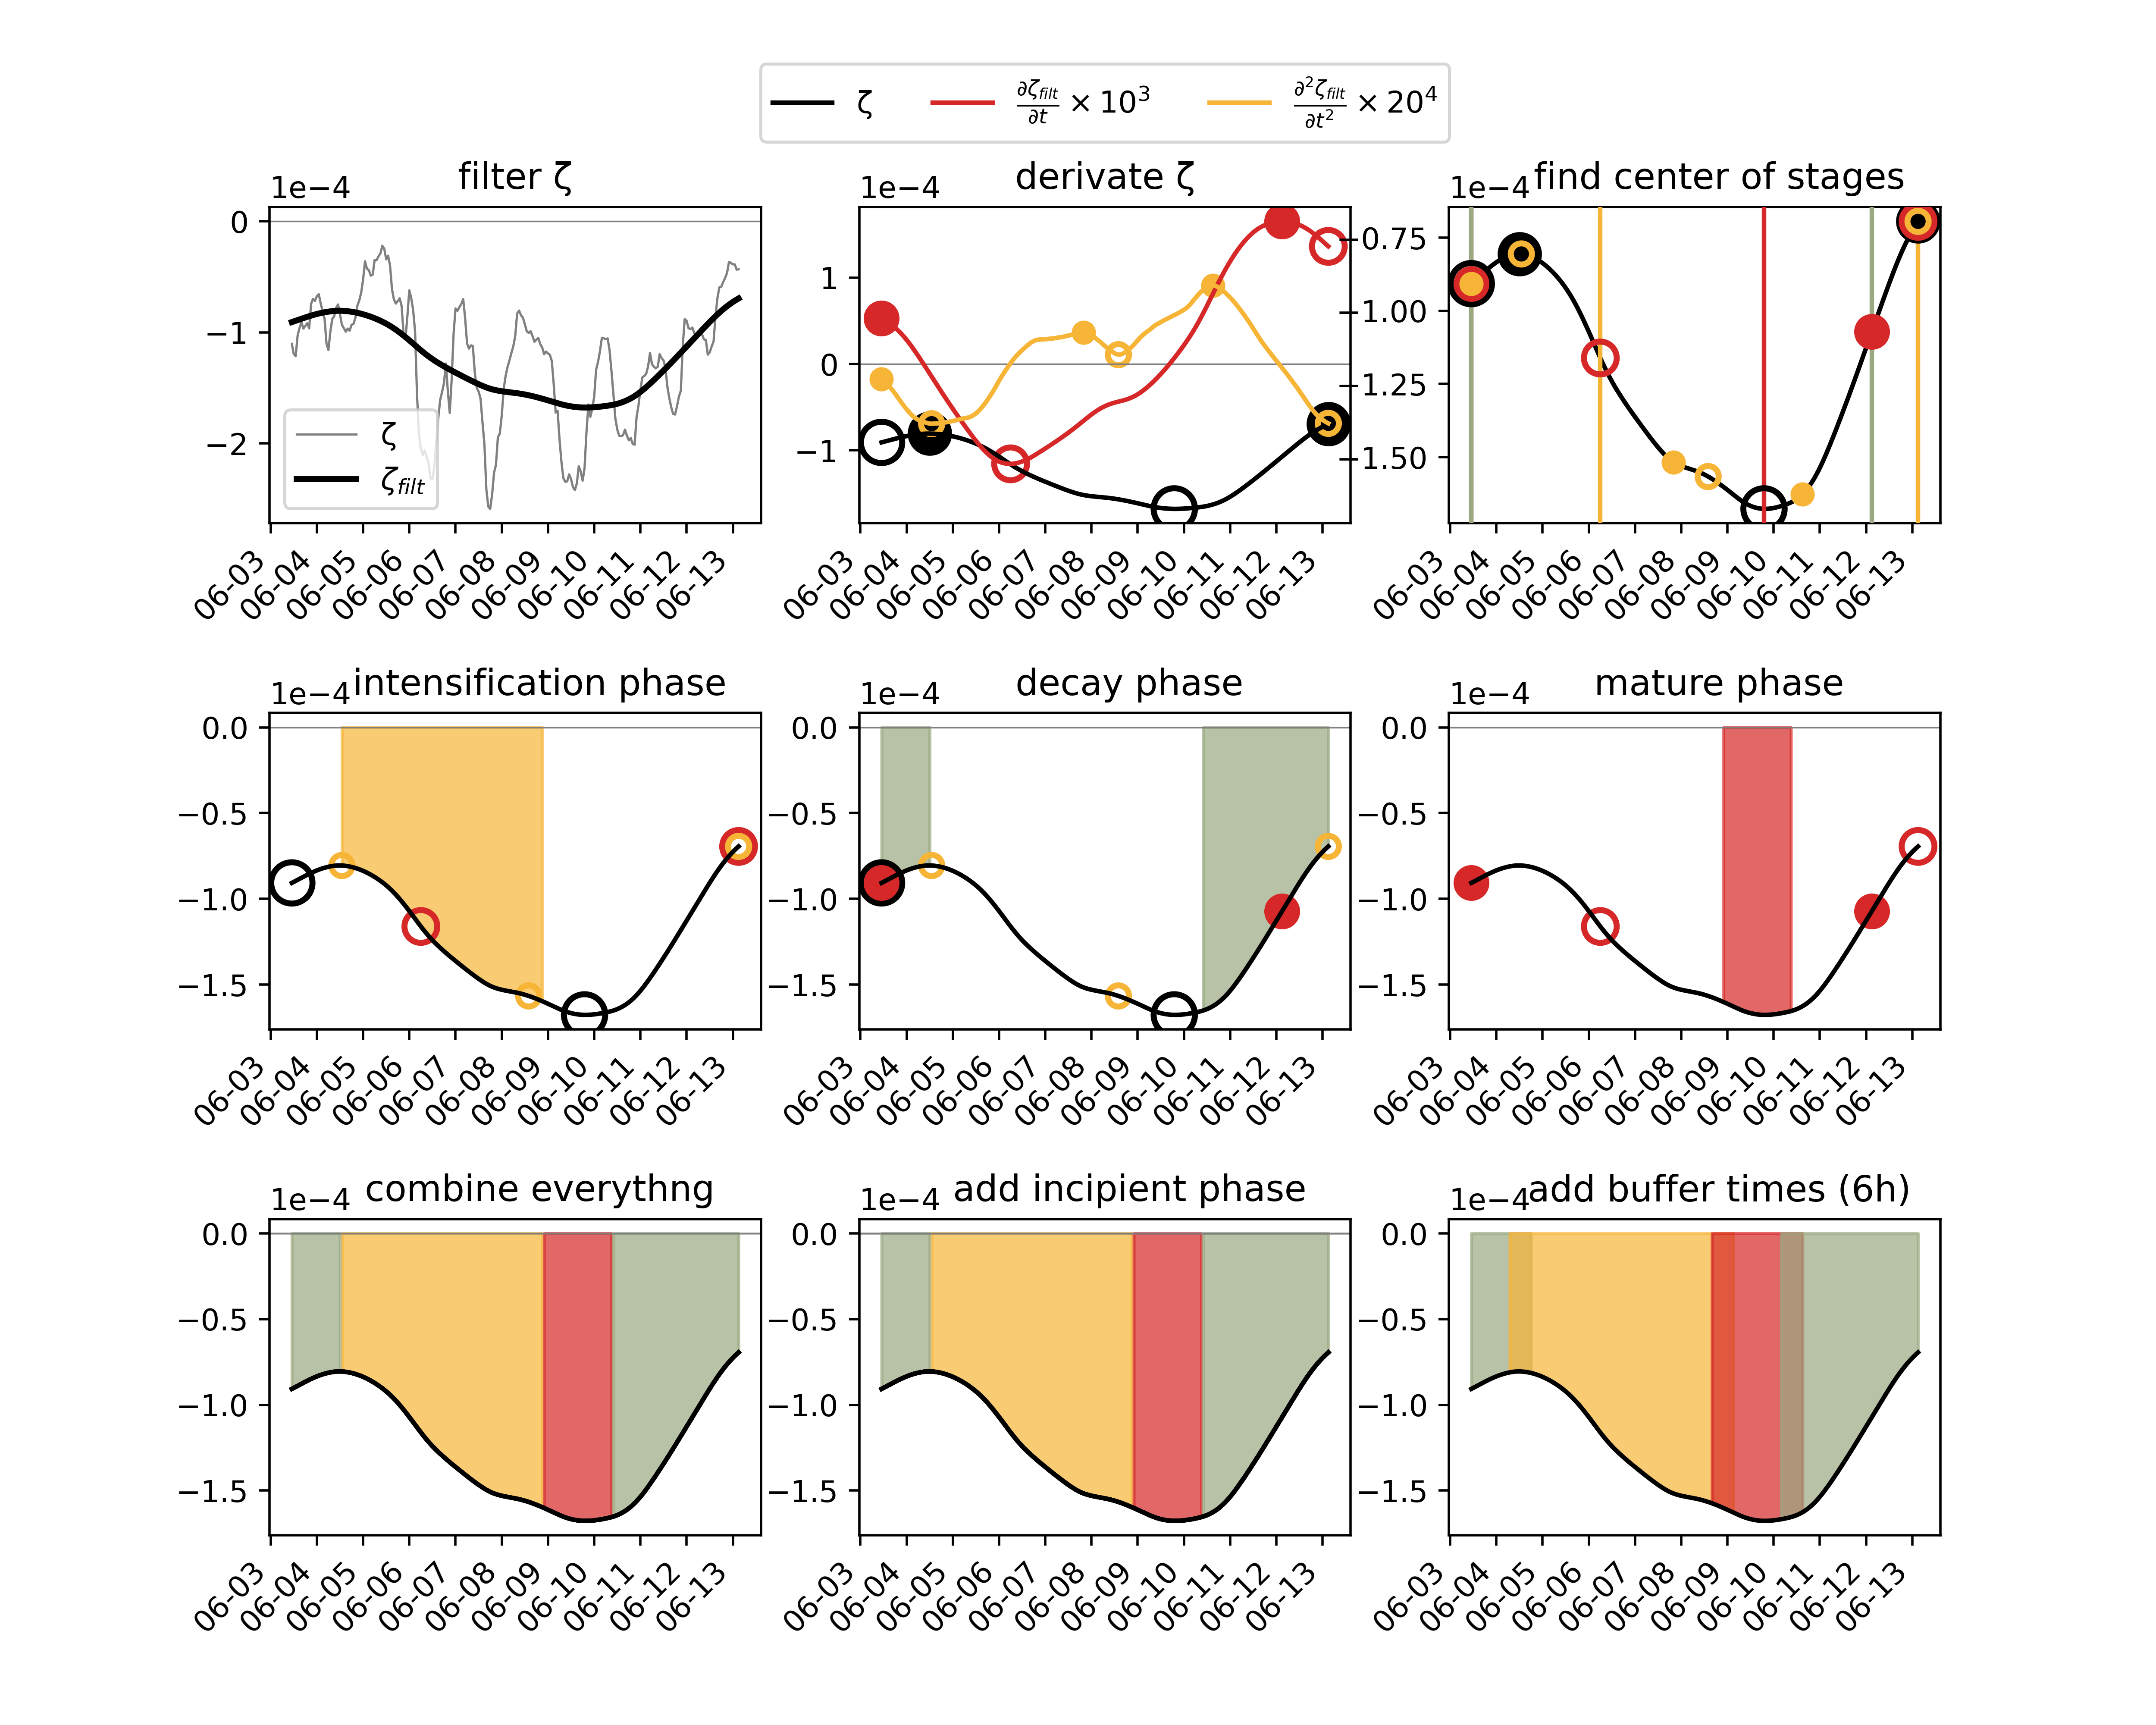 ζ  ∂ζ_filt/∂t × 10³  ∂²ζ_filt/∂t² × 20⁴
filter ζ
1e−4
0
−1
−2
ζ
ζ_filt
06-03 06-04 06-05 06-06 06-07 06-08 06-09 06-10 06-11 06-12 06-13
derivate ζ
1e−4
1
0
−1
06-03 06-04 06-05 06-06 06-07 06-08 06-09 06-10 06-11 06-12 06-13
find center of stages
1e−4
−0.75
−1.00
−1.25
−1.50
06-03 06-04 06-05 06-06 06-07 06-08 06-09 06-10 06-11 06-12 06-13
intensification phase
1e−4
0.0
−0.5
−1.0
−1.5
06-03 06-04 06-05 06-06 06-07 06-08 06-09 06-10 06-11 06-12 06-13
decay phase
1e−4
0.0
−0.5
−1.0
−1.5
06-03 06-04 06-05 06-06 06-07 06-08 06-09 06-10 06-11 06-12 06-13
mature phase
1e−4
0.0
−0.5
−1.0
−1.5
06-03 06-04 06-05 06-06 06-07 06-08 06-09 06-10 06-11 06-12 06-13
combine everythng
1e−4
0.0
−0.5
−1.0
−1.5
06-03 06-04 06-05 06-06 06-07 06-08 06-09 06-10 06-11 06-12 06-13
add incipient phase
1e−4
0.0
−0.5
−1.0
−1.5
06-03 06-04 06-05 06-06 06-07 06-08 06-09 06-10 06-11 06-12 06-13
add buffer times (6h)
1e−4
0.0
−0.5
−1.0
−1.5
06-03 06-04 06-05 06-06 06-07 06-08 06-09 06-10 06-11 06-12 06-13